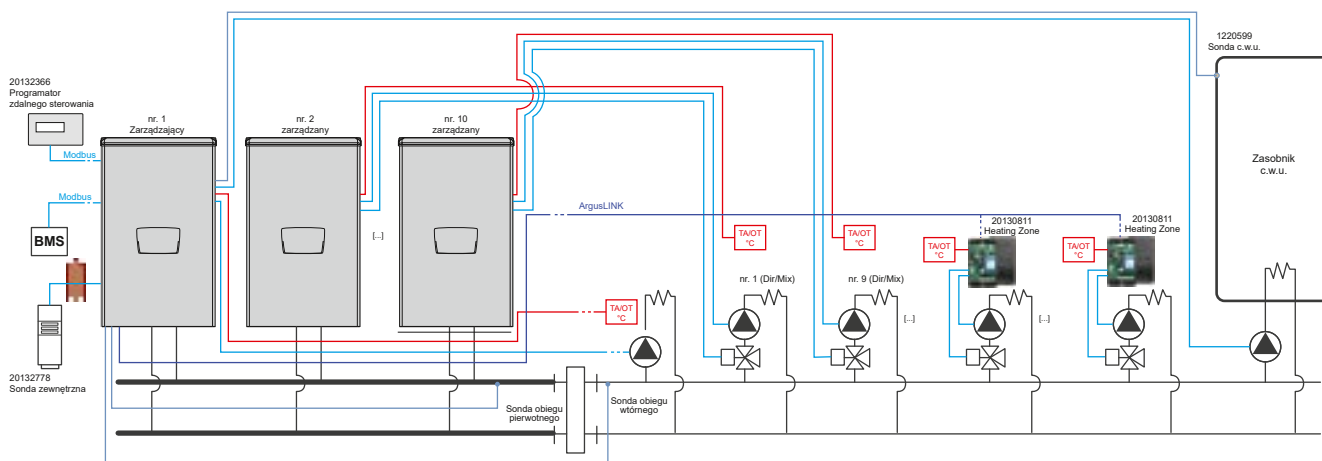 1220599
Sonda c.w.u.
20132366
Programator
zdalnego sterowania
nr. 1
Zarządzający
nr. 2
zarządzany
nr. 10
zarządzany
Modbus
Zasobnik
c.w.u.
Modbus
ArgusLINK
BMS
[...]
TA/OT
°C
TA/OT
°C
20130811
Heating Zone
TA/OT
°C
20130811
Heating Zone
TA/OT
°C
nr. 1 (Dir/Mix)
nr. 9 (Dir/Mix)
TA/OT
°C
[...]
[...]
20132778
Sonda zewnętrzna
Sonda obiegu
pierwotnego
Sonda obiegu
wtórnego